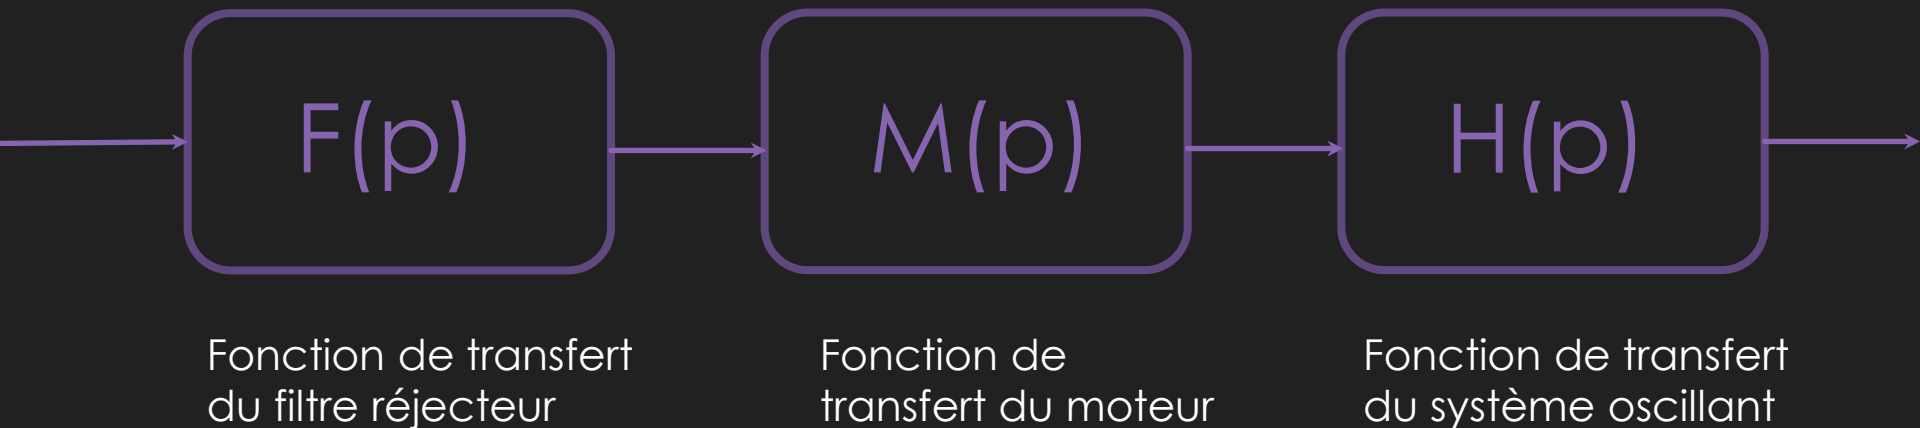 F(p)
M(p)
H(p)
Fonction de transfert
du filtre réjecteur
Fonction de
transfert du moteur
Fonction de transfert
du système oscillant